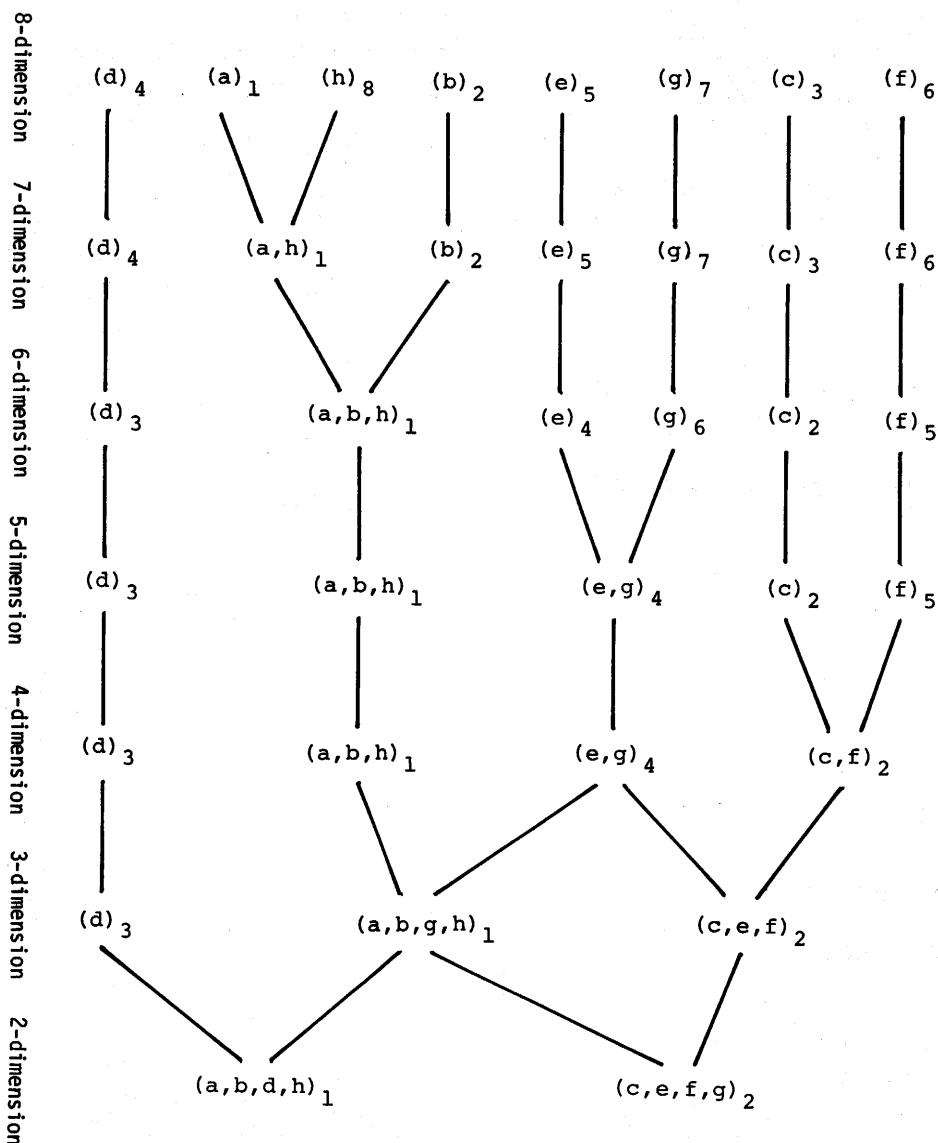 8-dimension 7-dimension 6-dimension 5-dimension 4-dimension 3-dimension 2-dimension
(d)4 (a)1 (h)8 (b)2 (e)5 (g)7 (c)3 (f)6
(d)4 (a,h)1 (b)2 (e)5 (g)7 (c)3 (f)6
(d)3 (a,b,h)1 (e)4 (g)6 (c)2 (f)5
(d)3 (a,b,h)1 (e,g)4 (c)2 (f)5
(d)3 (a,b,h)1 (e,g)4 (c,f)2
(d)3 (a,b,g,h)1 (c,e,f)2
(a,b,d,h)1 (c,e,f,g)2